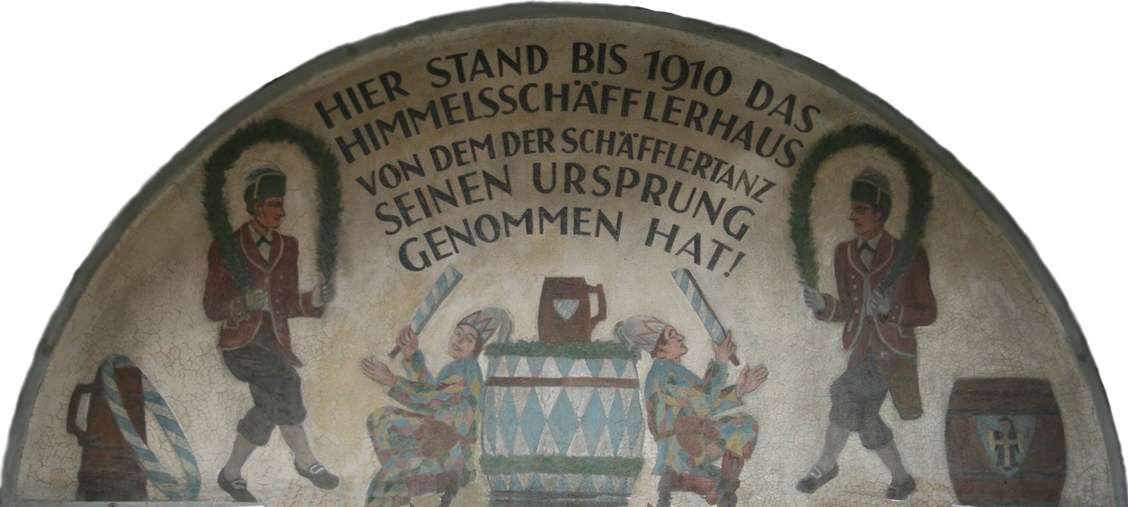 HIER STAND BIS 1910 DAS
HIMMELSSCHÄFFLERHAUS
VON DEM DER SCHÄFFLERTANZ
SEINEN URSPRUNG
GENOMMEN HAT!